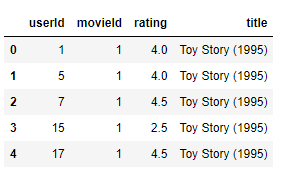 userId movieId rating title
0 1 1 4.0 Toy Story (1995)
1 5 1 4.0 Toy Story (1995)
2 7 1 4.5 Toy Story (1995)
3 15 1 2.5 Toy Story (1995)
4 17 1 4.5 Toy Story (1995)